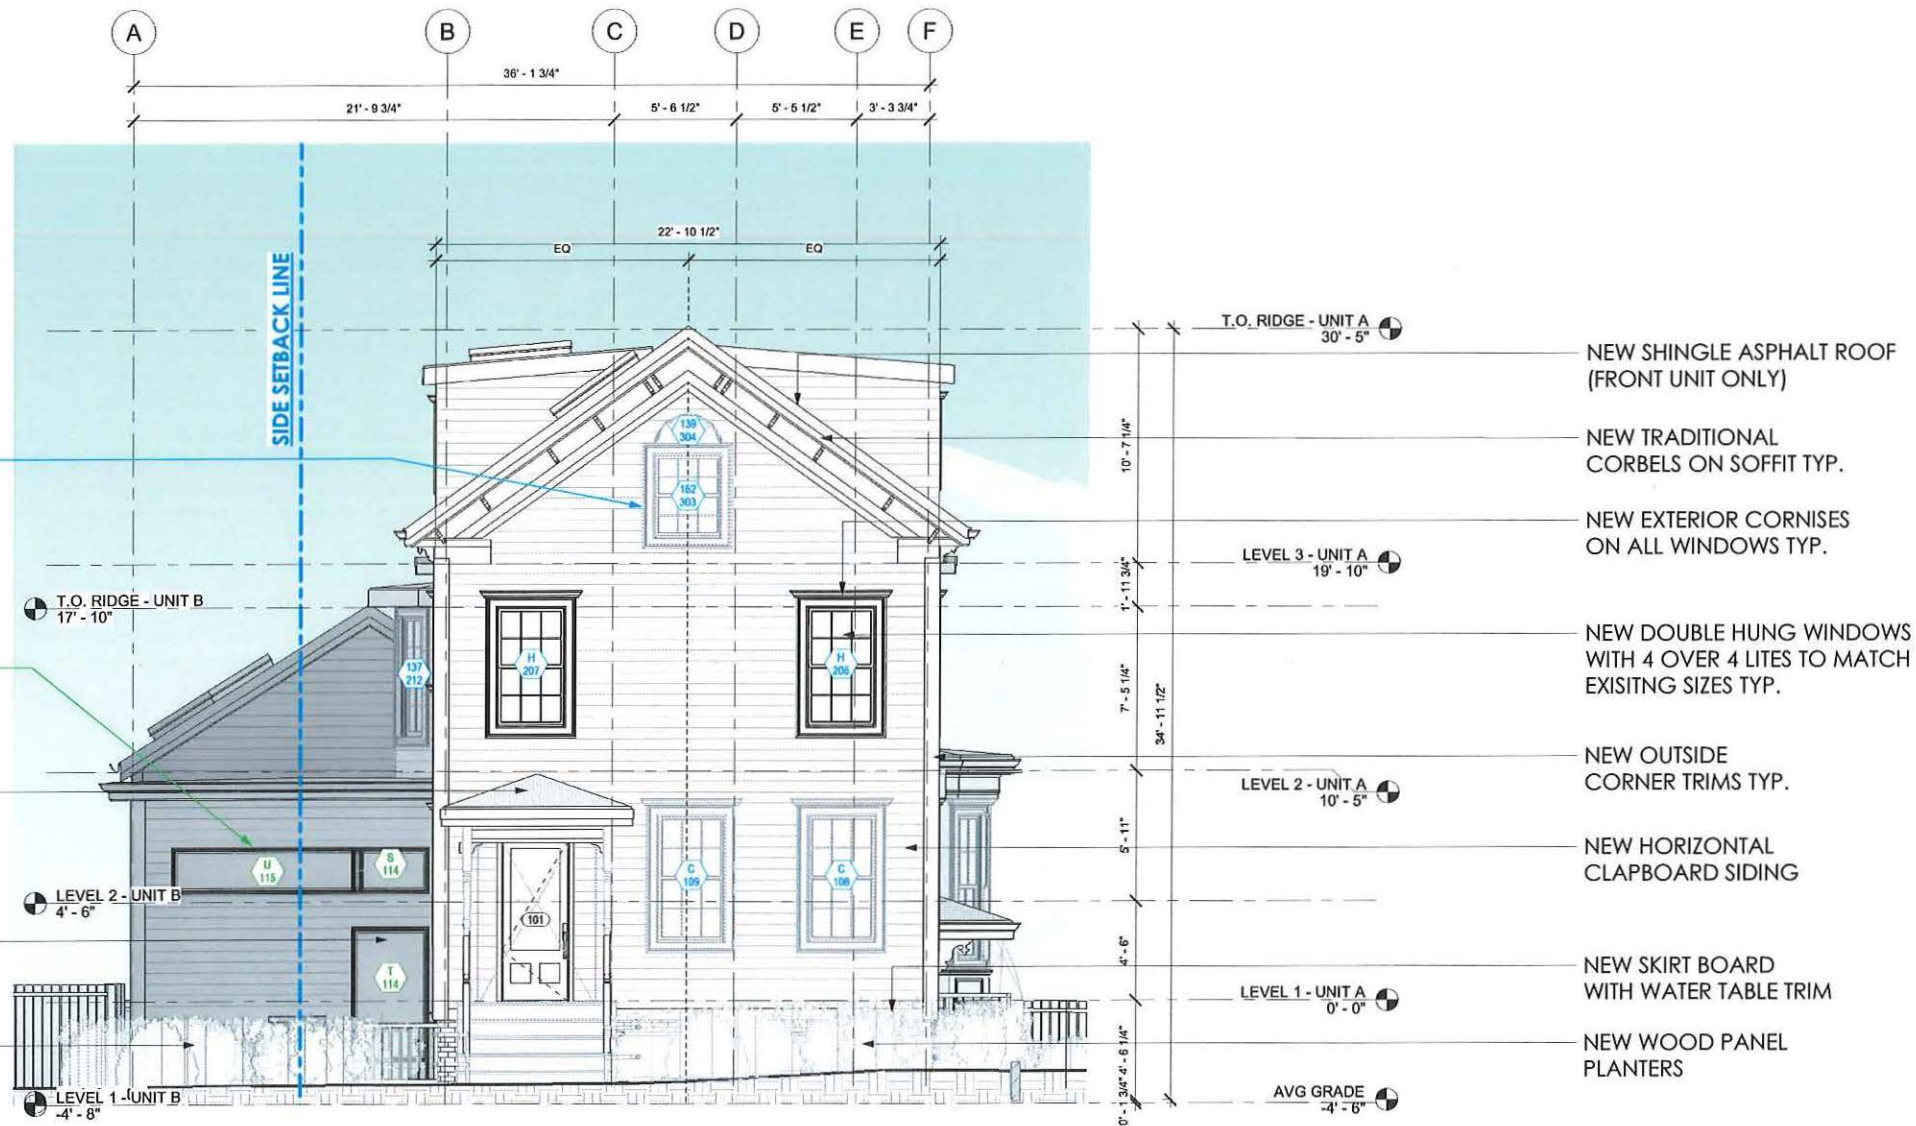 A
B
C
D
E
F
36' - 1 3/4"
21' - 9 3/4"
5' - 6 1/2"
5' - 5 1/2"
3' - 3 3/4"
22' - 10 1/2"
EQ
EQ
SIDE SETBACK LINE
T.O. RIDGE - UNIT A
30' - 5"
NEW SHINGLE ASPHALT ROOF
(FRONT UNIT ONLY)
NEW TRADITIONAL
CORBELS ON SOFFIT TYP.
NEW EXTERIOR CORNISES
ON ALL WINDOWS TYP.
LEVEL 3 - UNIT A
19' - 10"
NEW DOUBLE HUNG WINDOWS
WITH 4 OVER 4 LITES TO MATCH
EXISITNG SIZES TYP.
NEW OUTSIDE
CORNER TRIMS TYP.
LEVEL 2 - UNIT A
10' - 5"
NEW HORIZONTAL
CLAPBOARD SIDING
NEW SKIRT BOARD
WITH WATER TABLE TRIM
LEVEL 1 - UNIT A
0' - 0"
NEW WOOD PANEL
PLANTERS
AVG GRADE
-4' - 6"
10' - 7 1/4"
1' - 11 3/4"
7' - 5 1/4"
34' - 11 1/2"
5' - 11"
4' - 6"
4' - 6 1/4"
0' - 1 3/4"
T.O. RIDGE - UNIT B
17' - 10"
LEVEL 2 - UNIT B
4' - 6"
LEVEL 1 - UNIT B
-4' - 8"
139
304
162
303
137
212
H
207
H
206
U
115
S
114
C
109
C
108
101
T
114